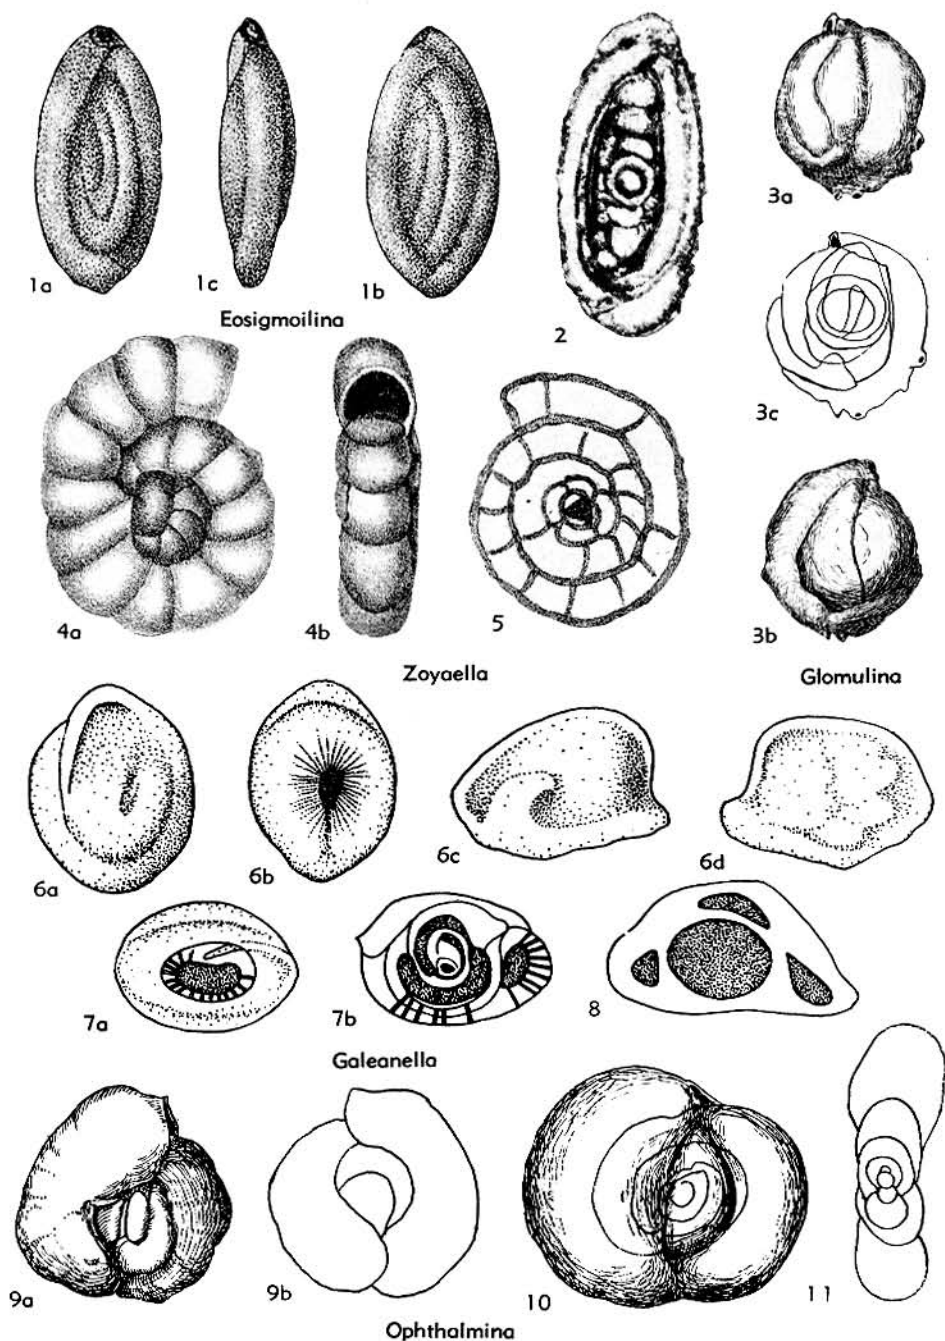 1a
1c
1b
Eosigmoilina
2
3a
3c
4a
4b
5
3b
Zoyaella
Glomulina
6a
6b
6c
6d
7a
7b
8
Galeanella
9a
9b
10
11
Ophthalmina